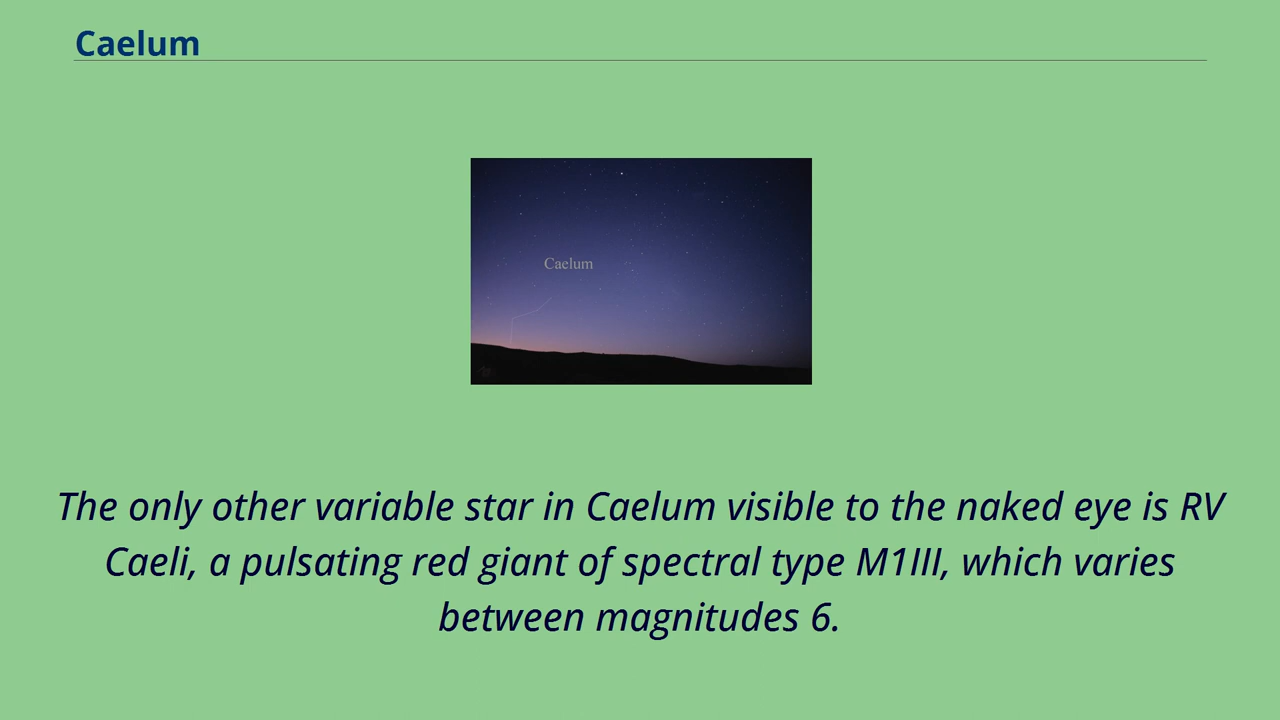 Caelum
Caelum
The only other variable star in Caelum visible to the naked eye is RV
Caeli, a pulsating red giant of spectral type M1III, which varies
between magnitudes 6.